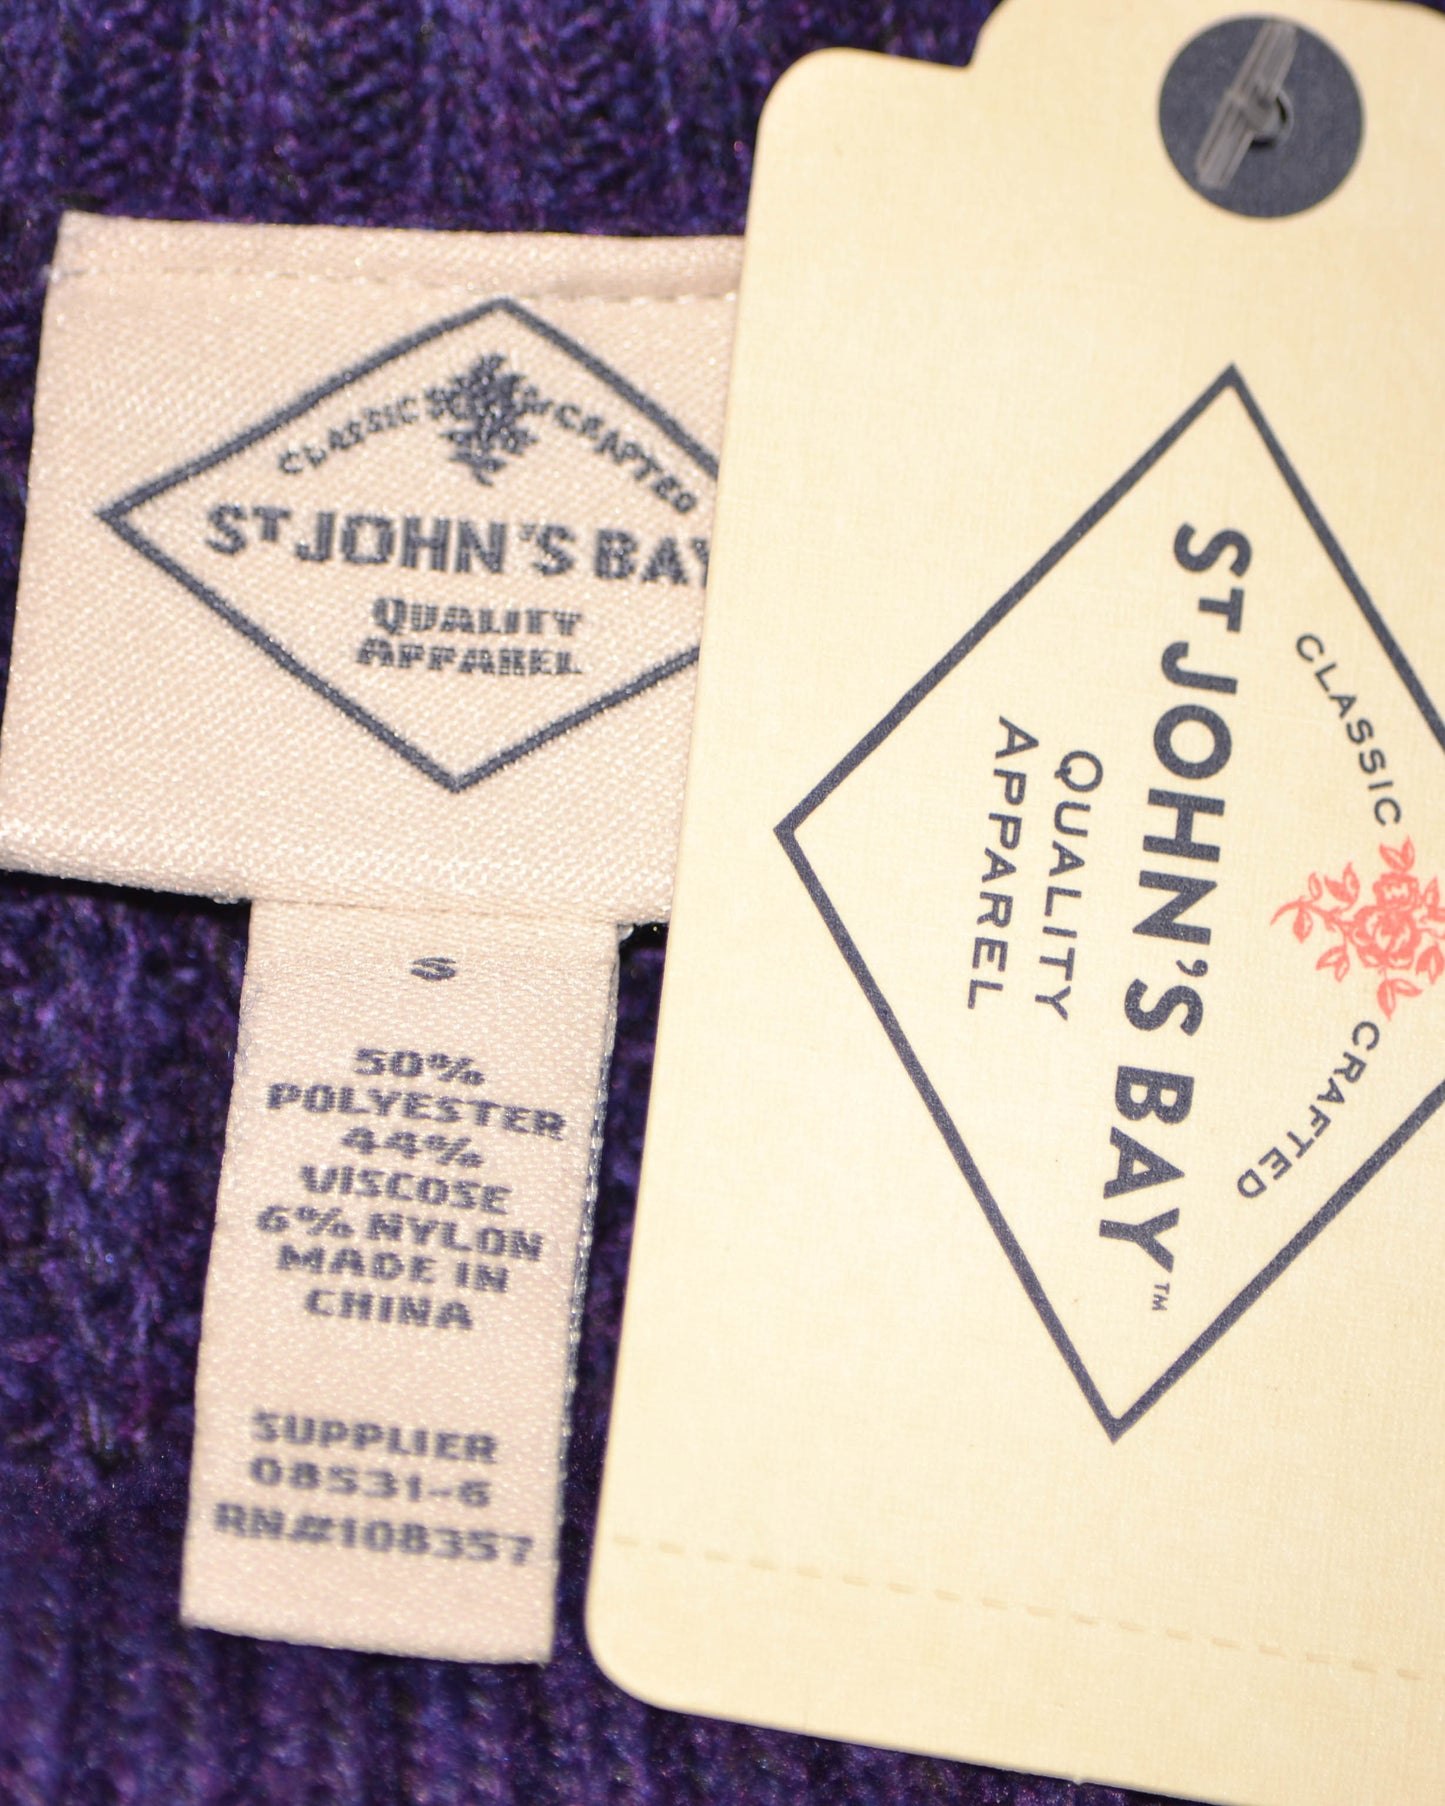 CLASSIC CRAFTED
ST JOHN'S BAY
QUALITY
APPAREL
S
50%
POLYESTER
44%
VISCOSE
6% NYLON
MADE IN
CHINA
SUPPLIER
08531-6
RN#108357
CLASSIC CRAFTED
ST JOHN'S BAY™
QUALITY
APPAREL